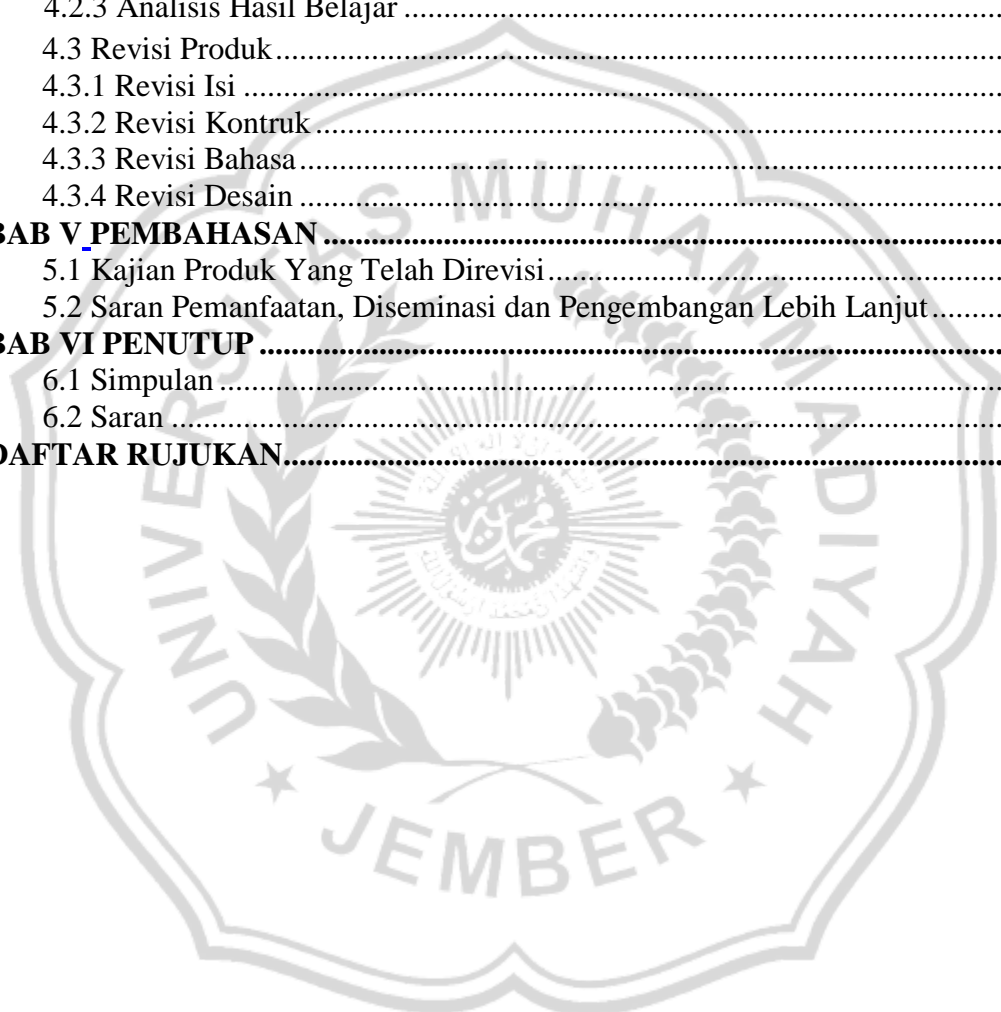 4.2.3 Analisis Hasil Belajar ........................................................................
4.3 Revisi Produk........................................................................................
4.3.1 Revisi Isi ............................................................................................
4.3.2 Revisi Kontruk....................................................................................
4.3.3 Revisi Bahasa......................................................................................
4.3.4 Revisi Desain ......................................................................................
BAB V PEMBAHASAN ...................................................................................
5.1 Kajian Produk Yang Telah Direvisi.......................................................
5.2 Saran Pemanfaatan, Diseminasi dan Pengembangan Lebih Lanjut.........
BAB VI PENUTUP ...........................................................................................
6.1 Simpulan ...............................................................................................
6.2 Saran .....................................................................................................
DAFTAR RUJUKAN........................................................................................
UNIVERSITAS MUHAMMADIYAH
JEMBER